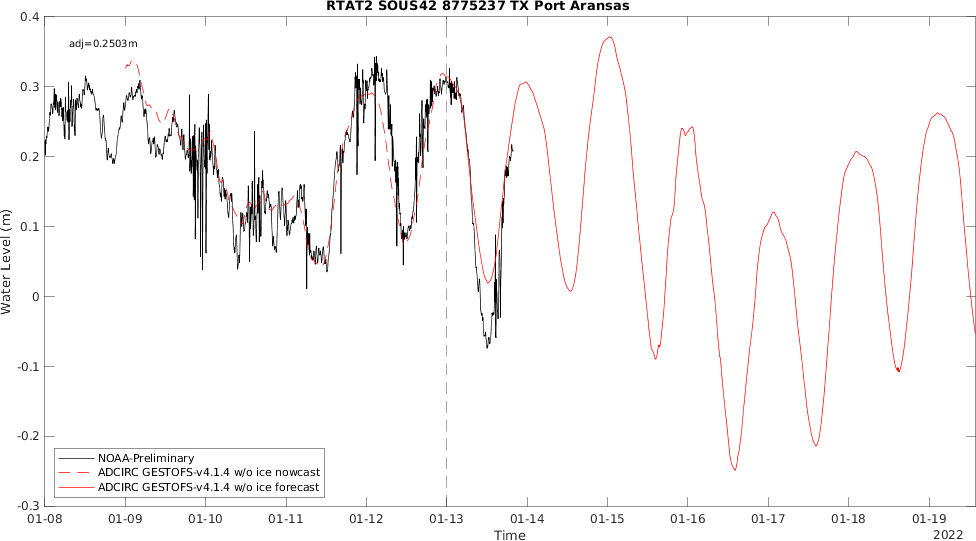 RTAT2 SOUS42 8775237 TX Port Aransas
adj=0.2503m
0.4
0.3
0.2
0.1
0
-0.1
-0.2
-0.3
Water Level (m)
NOAA-Preliminary
ADCIRC GESTOFS-v4.1.4 w/o ice nowcast
ADCIRC GESTOFS-v4.1.4 w/o ice forecast
01-08 01-09 01-10 01-11 01-12 01-13 01-14 01-15 01-16 01-17 01-18 01-19
Time
2022